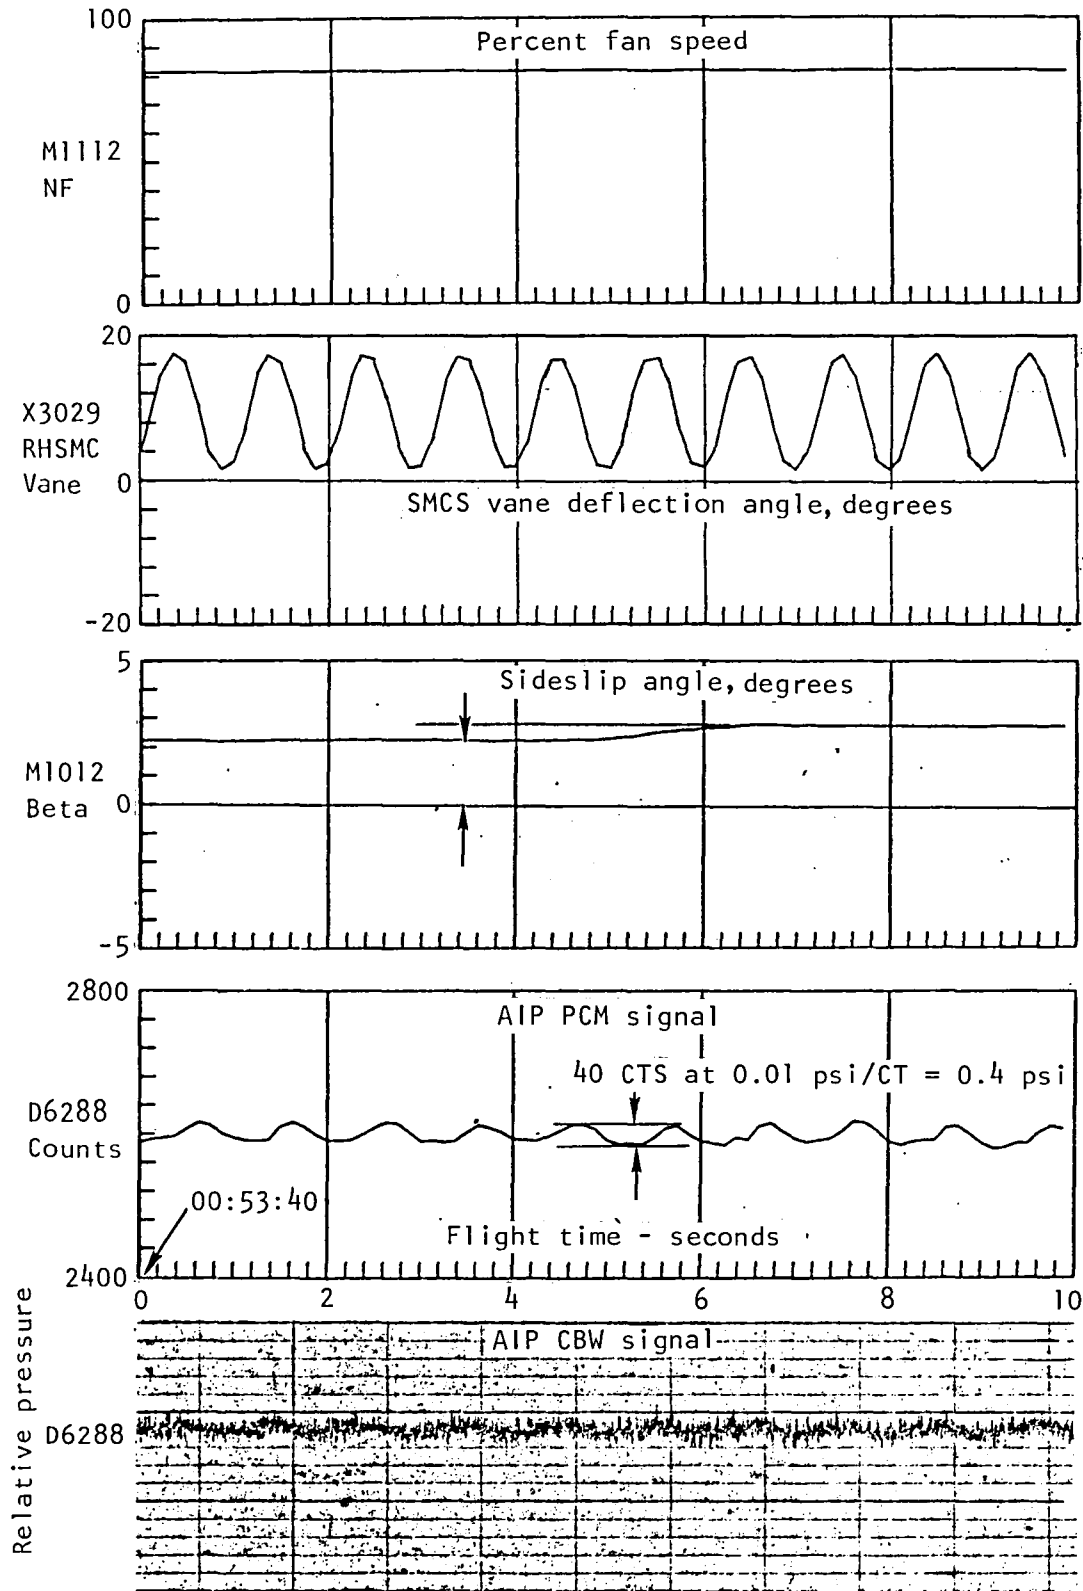 100
Percent fan speed
M1112
NF
0
20
X3029
RHSMC
Vane
0
SMCS vane deflection angle, degrees
-20
5
Sideslip angle, degrees
M1012
Beta
0
-5
2800
AIP PCM signal
40 CTS at 0.01 psi/CT = 0.4 psi
D6288
Counts
00:53:40
Flight time - seconds
2400
0 2 4 6 8 10
AIP CBW signal
Relative pressure
D6288